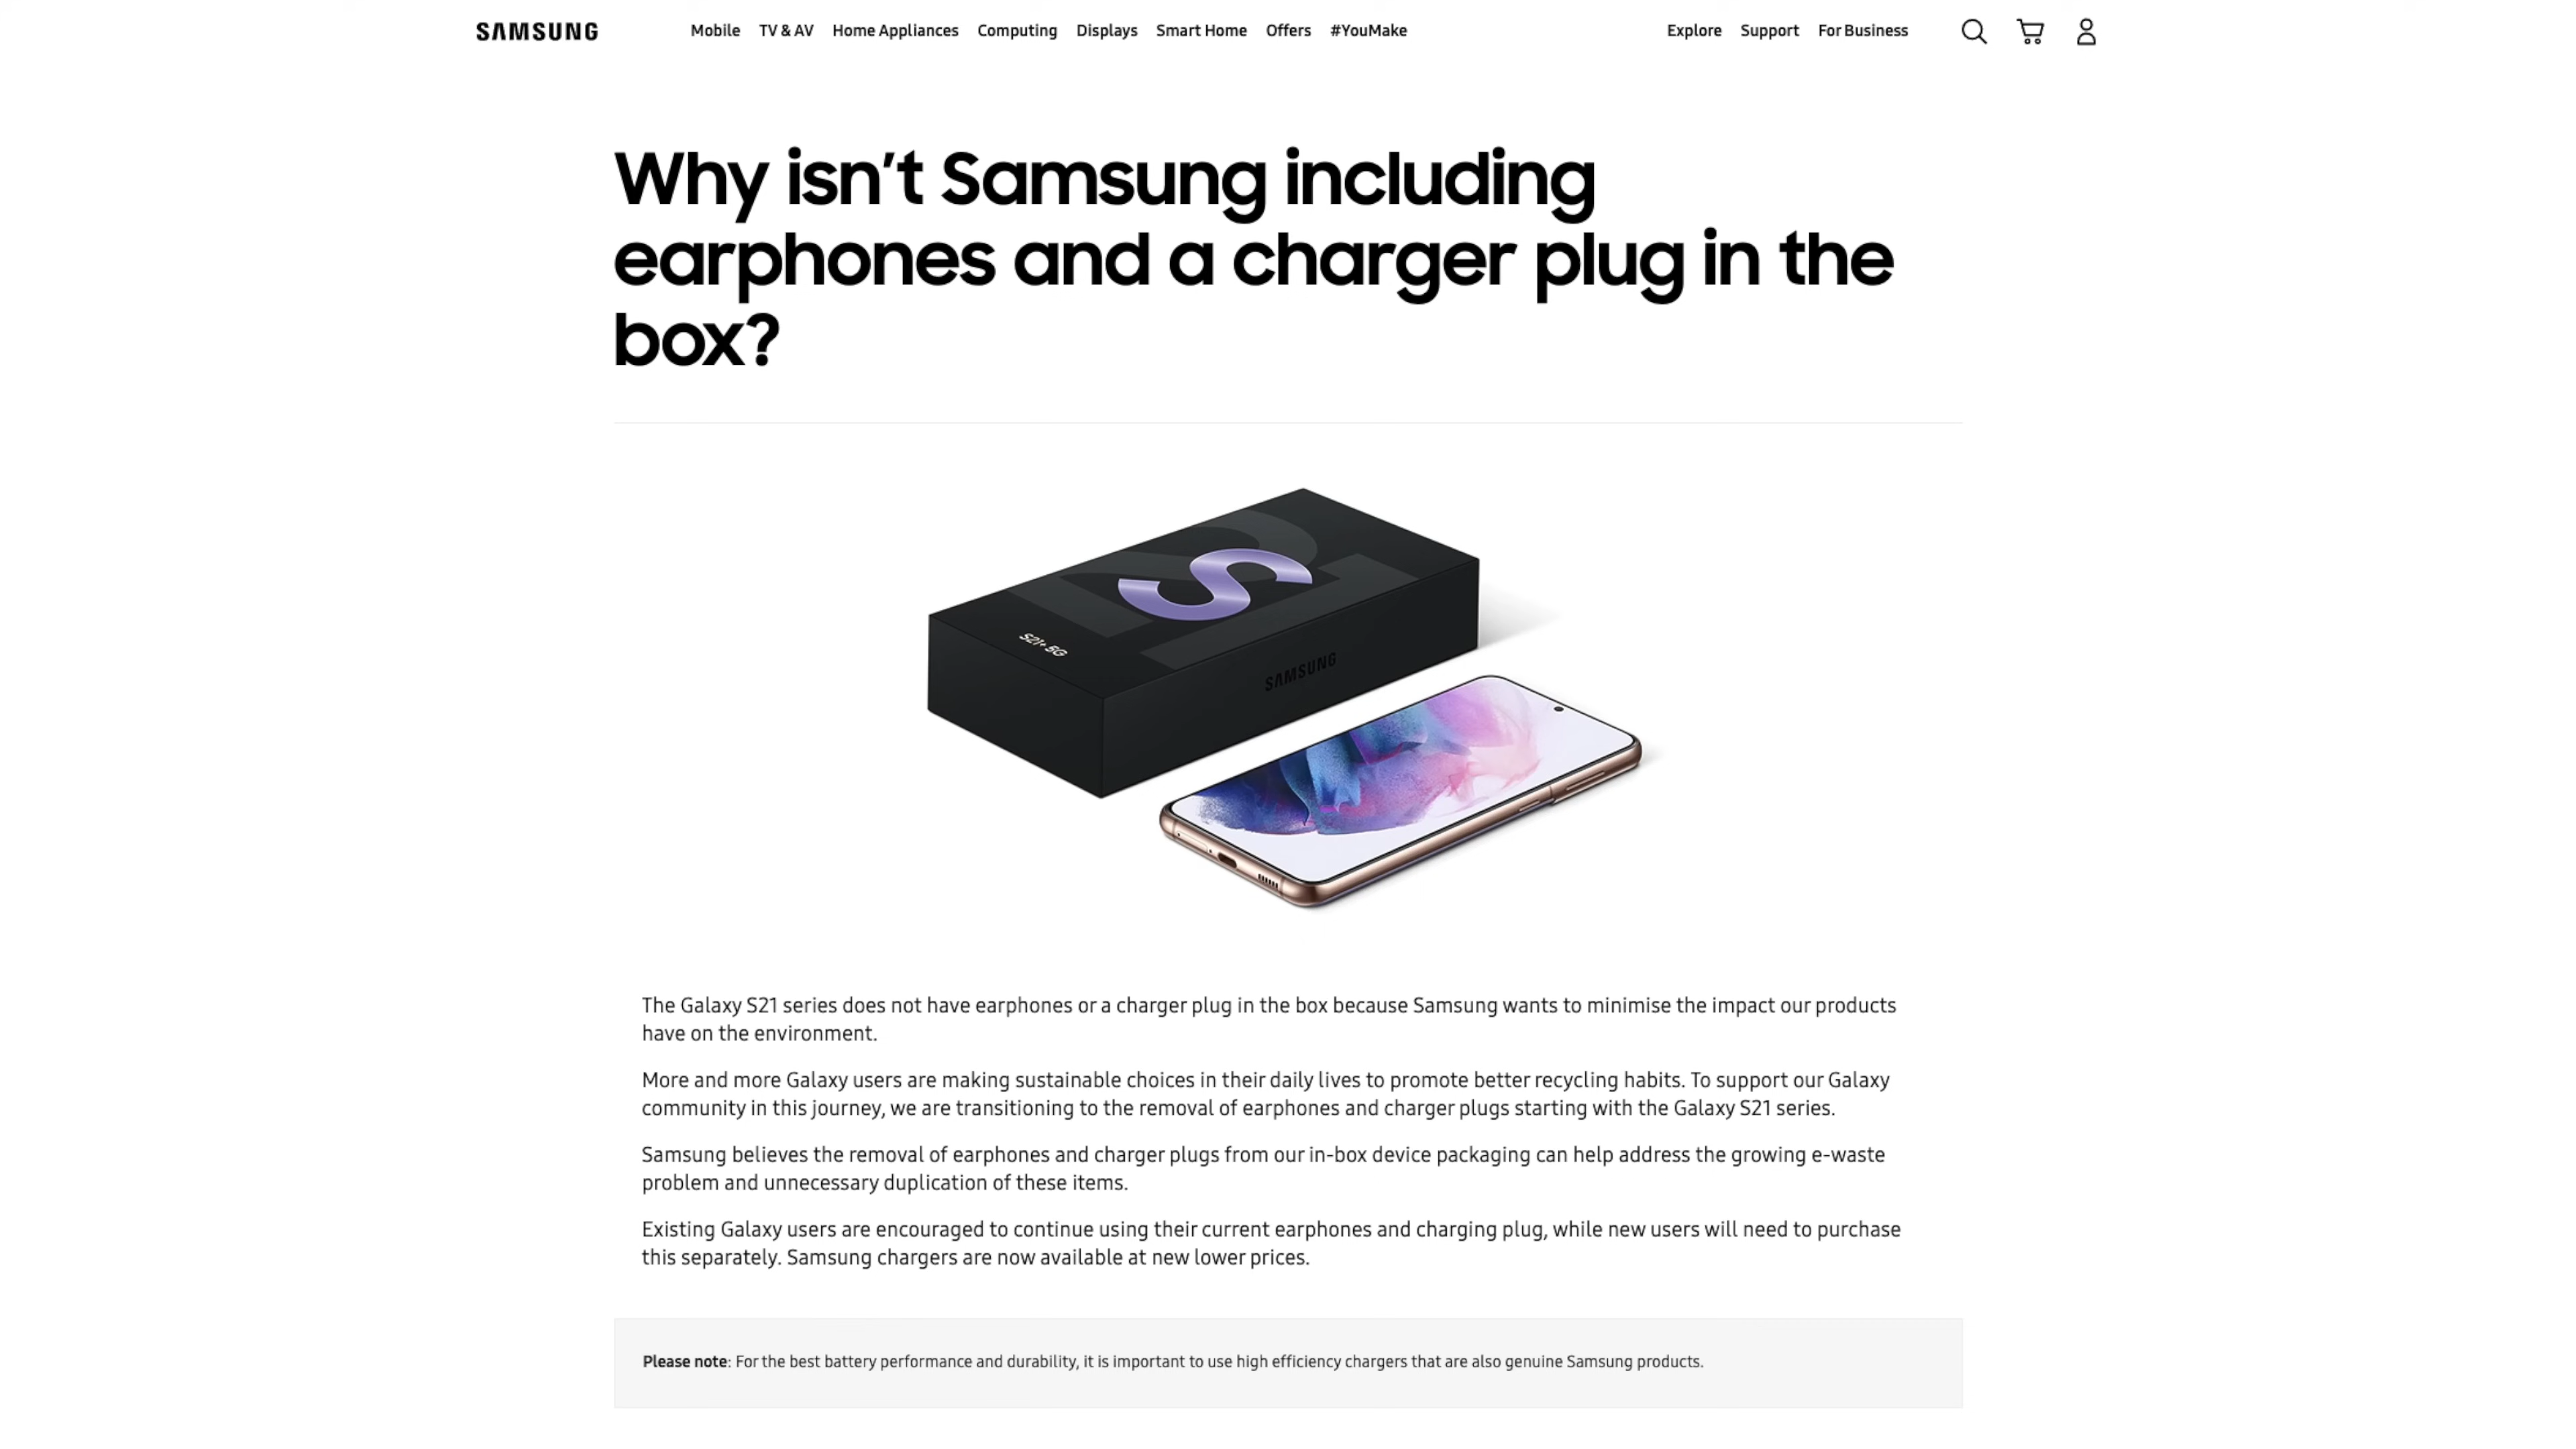 SAMSUNG
Mobile TV & AV Home Appliances Computing Displays Smart Home Offers #YouMake Explore Support For Business
Why isn't Samsung including
earphones and a charger plug in the
box?
S
S21+ 5G
SAMSUNG
The Galaxy S21 series does not have earphones or a charger plug in the box because Samsung wants to minimise the impact our products
have on the environment.
More and more Galaxy users are making sustainable choices in their daily lives to promote better recycling habits. To support our Galaxy
community in this journey, we are transitioning to the removal of earphones and charger plugs starting with the Galaxy S21 series.
Samsung believes the removal of earphones and charger plugs from our in-box device packaging can help address the growing e-waste
problem and unnecessary duplication of these items.
Existing Galaxy users are encouraged to continue using their current earphones and charging plug, while new users will need to purchase
this separately. Samsung chargers are now available at new lower prices.
Please note: For the best battery performance and durability, it is important to use high efficiency chargers that are also genuine Samsung products.